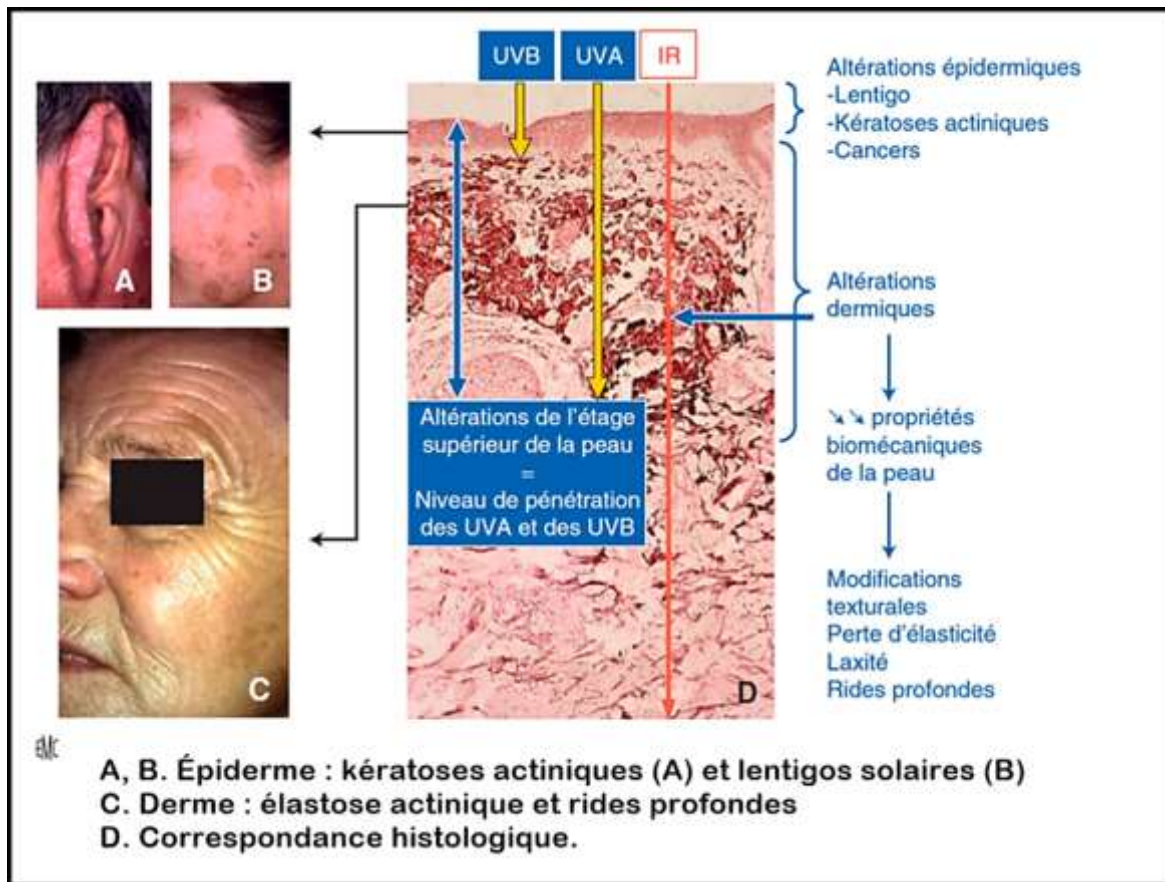 UVB
UVA
IR
Altérations épidermiques
-Lentigo
-Kératoses actiniques
-Cancers
A
B
Altérations
dermiques
↘↘ propriétés
biomécaniques
de la peau
Altérations de l'étage
supérieur de la peau
=
Niveau de pénétration
des UVA et des UVB
Modifications
texturales
Perte d'élasticité
Laxité
Rides profondes
C
D
EMC
A, B. Épiderme : kératoses actiniques (A) et lentigos solaires (B)
C. Derme : élastose actinique et rides profondes
D. Correspondance histologique.